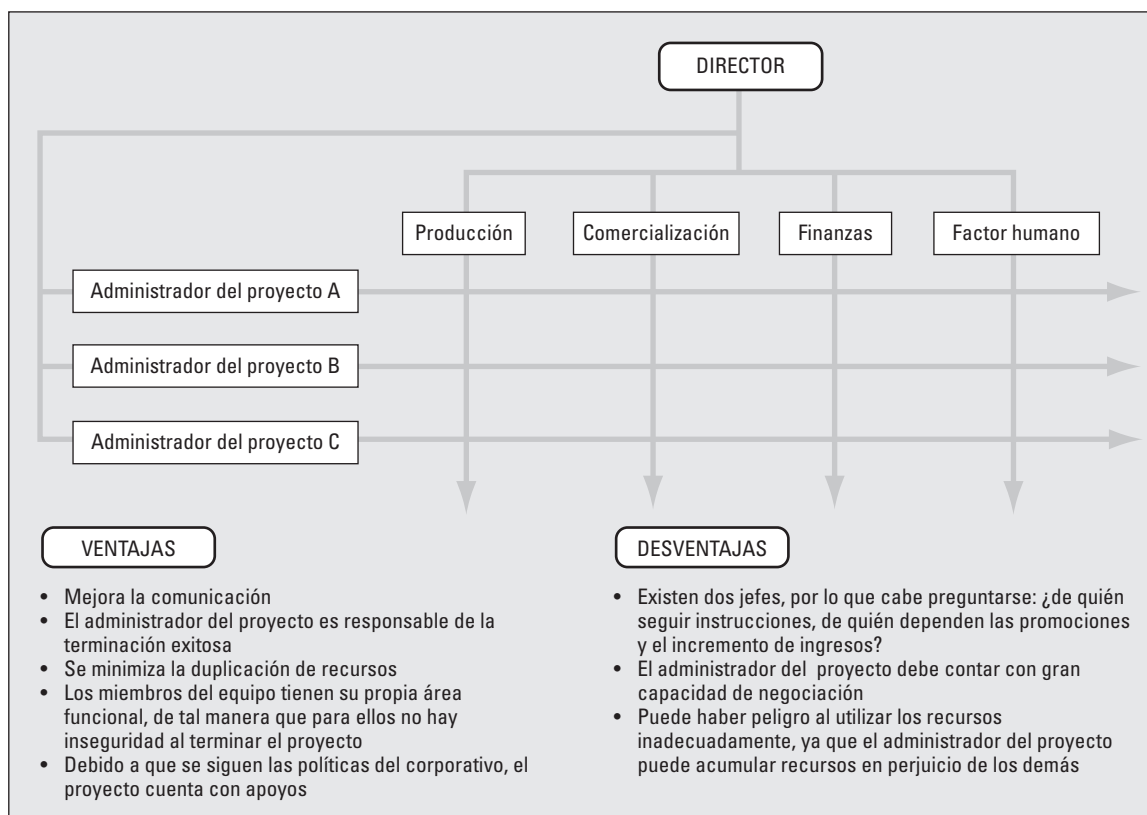 DIRECTOR
Producción
Comercialización
Finanzas
Factor humano
Administrador del proyecto A
Administrador del proyecto B
Administrador del proyecto C
VENTAJAS
• Mejora la comunicación
• El administrador del proyecto es responsable de la
terminación exitosa
• Se minimiza la duplicación de recursos
• Los miembros del equipo tienen su propia área
funcional, de tal manera que para ellos no hay
inseguridad al terminar el proyecto
• Debido a que se siguen las políticas del corporativo, el
proyecto cuenta con apoyos
DESVENTAJAS
• Existen dos jefes, por lo que cabe preguntarse: ¿de quién
seguir instrucciones, de quién dependen las promociones
y el incremento de ingresos?
• El administrador del proyecto debe contar con gran
capacidad de negociación
• Puede haber peligro al utilizar los recursos
inadecuadamente, ya que el administrador del proyecto
puede acumular recursos en perjuicio de los demás